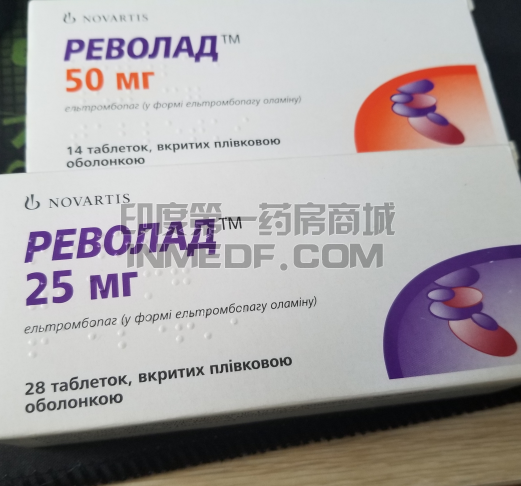 NOVARTIS
РЕВОЛАД™
50 мг
ельтромбопаг (у формі ельтромбопагу оламіну)
14 таблеток, вкритих плівковою
оболонкою
NOVARTIS
РЕВОЛАД™
25 мг
ельтромбопаг (у формі ельтромбопагу оламіну)
28 таблеток, вкритих плівковою
оболонкою
印度第一药房商城
INMEDF.COM